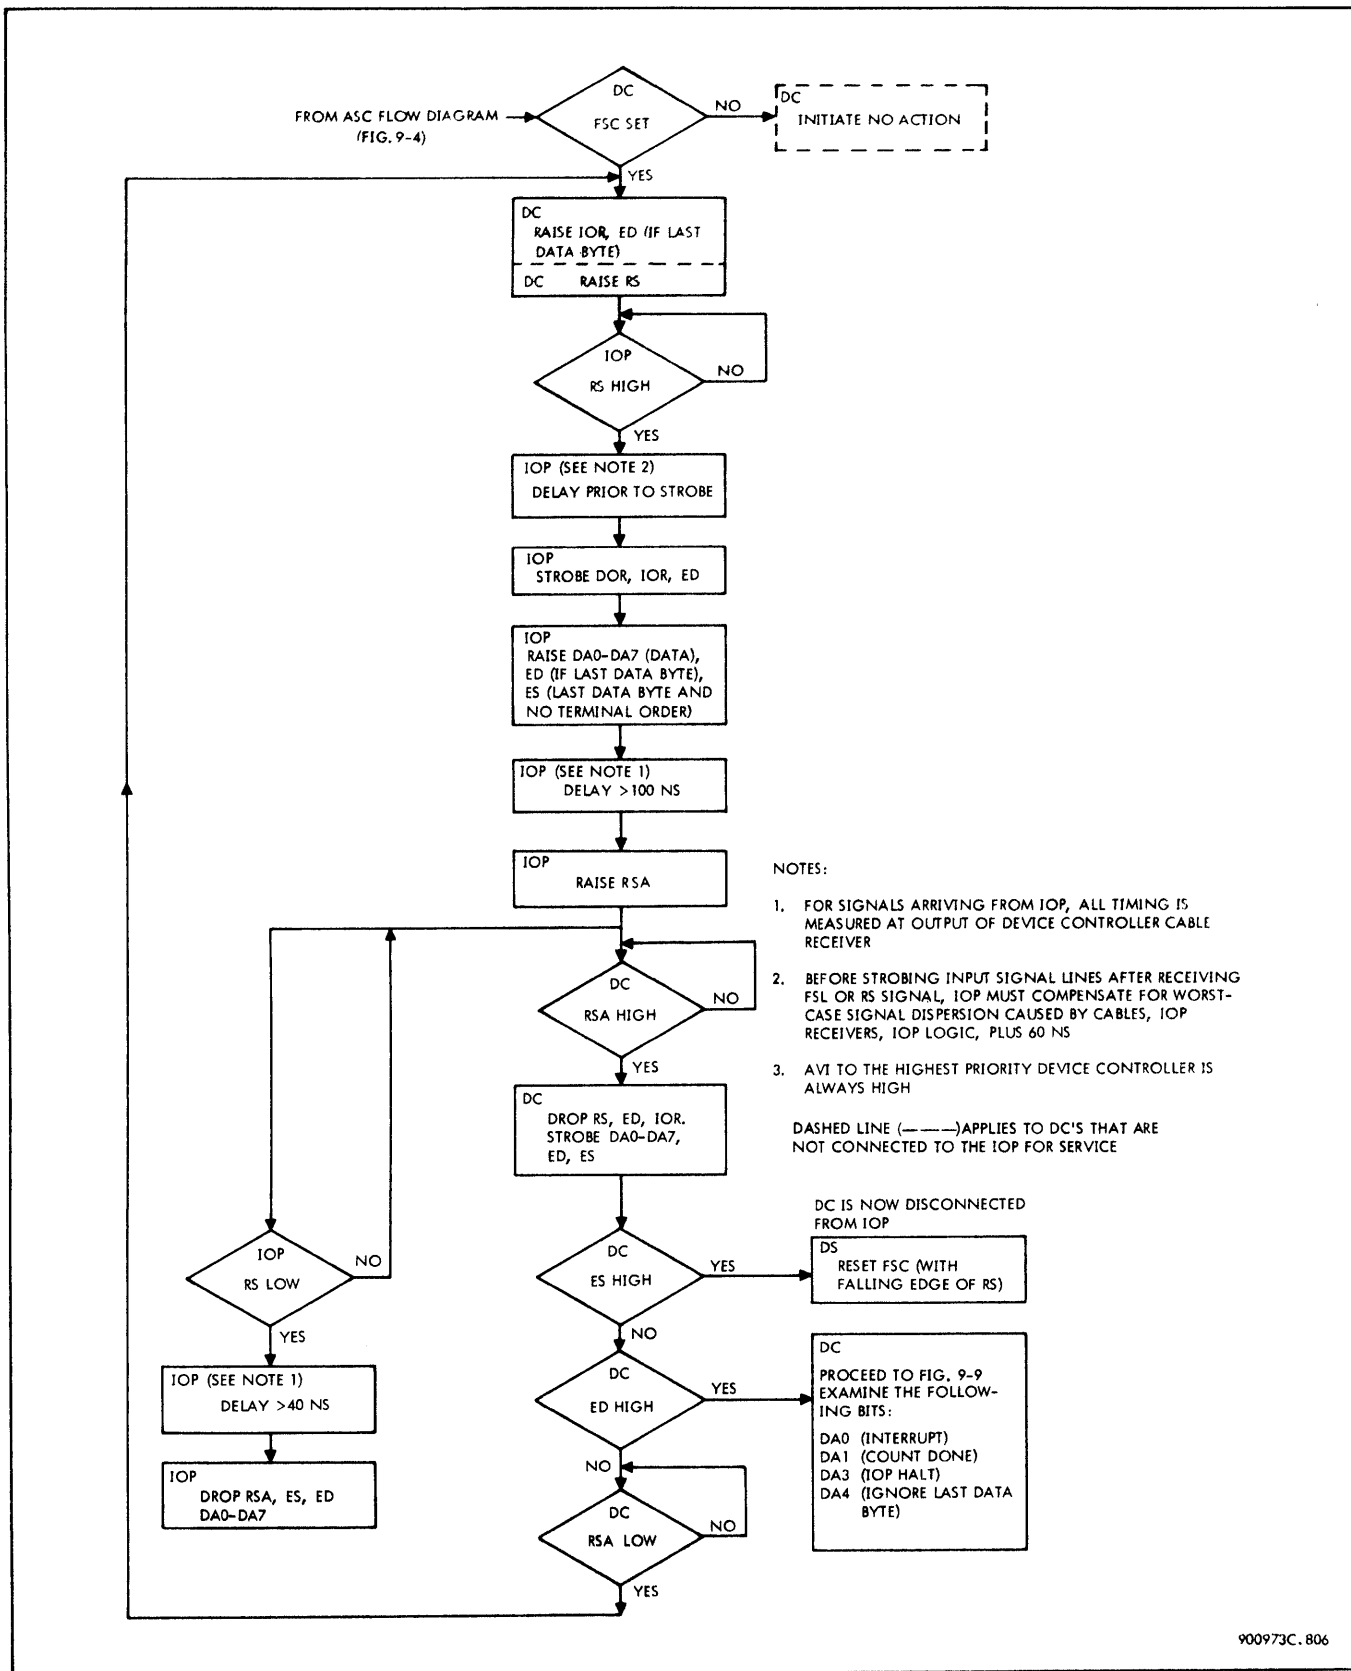 FROM ASC FLOW DIAGRAM
(FIG. 9-4)
DC
FSC SET
NO
DC
INITIATE NO ACTION
YES
DC
RAISE IOR, ED (IF LAST
DATA BYTE)
DC RAISE RS
IOP
RS HIGH
NO
YES
IOP (SEE NOTE 2)
DELAY PRIOR TO STROBE
IOP
STROBE DOR, IOR, ED
IOP
RAISE DA0-DA7 (DATA),
ED (IF LAST DATA BYTE),
ES (LAST DATA BYTE AND
NO TERMINAL ORDER)
IOP (SEE NOTE 1)
DELAY >100 NS
IOP
RAISE RSA
DC
RSA HIGH
NO
YES
DC
DROP RS, ED, IOR.
STROBE DA0-DA7,
ED, ES
NOTES:
1. FOR SIGNALS ARRIVING FROM IOP, ALL TIMING IS
MEASURED AT OUTPUT OF DEVICE CONTROLLER CABLE
RECEIVER
2. BEFORE STROBING INPUT SIGNAL LINES AFTER RECEIVING
FSL OR RS SIGNAL, IOP MUST COMPENSATE FOR WORST-
CASE SIGNAL DISPERSION CAUSED BY CABLES, IOP
RECEIVERS, IOP LOGIC, PLUS 60 NS
3. AVI TO THE HIGHEST PRIORITY DEVICE CONTROLLER IS
ALWAYS HIGH
DASHED LINE (— — —) APPLIES TO DC'S THAT ARE
NOT CONNECTED TO THE IOP FOR SERVICE
IOP
RS LOW
NO
YES
IOP (SEE NOTE 1)
DELAY >40 NS
IOP
DROP RSA, ES, ED
DA0-DA7
DC
ES HIGH
YES
DC IS NOW DISCONNECTED
FROM IOP
DS
RESET FSC (WITH
FALLING EDGE OF RS)
NO
DC
ED HIGH
YES
DC
PROCEED TO FIG. 9-9
EXAMINE THE FOLLOW-
ING BITS:
DA0 (INTERRUPT)
DA1 (COUNT DONE)
DA3 (IOP HALT)
DA4 (IGNORE LAST DATA
BYTE)
NO
DC
RSA LOW
NO
YES
900973C.806